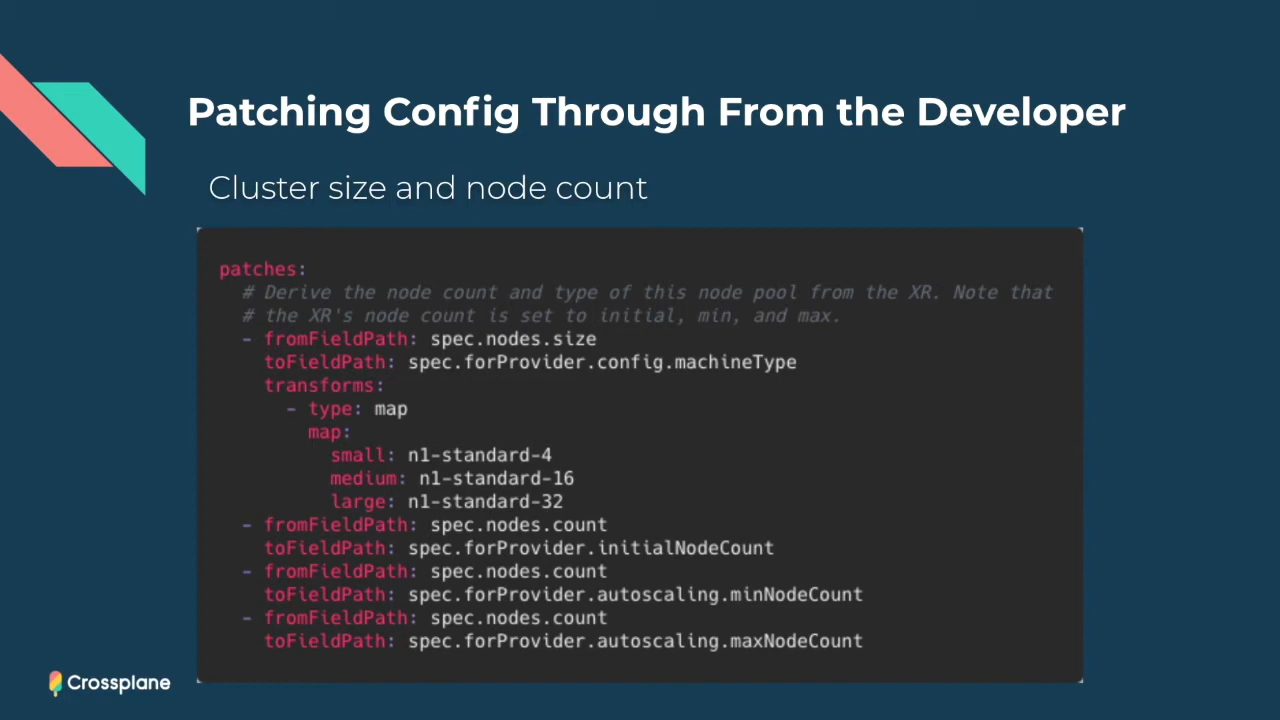 Patching Config Through From the Developer
Cluster size and node count
patches:
  # Derive the node count and type of this node pool from the XR. Note that
  # the XR's node count is set to initial, min, and max.
  - fromFieldPath: spec.nodes.size
    toFieldPath: spec.forProvider.config.machineType
    transforms:
      - type: map
        map:
          small: n1-standard-4
          medium: n1-standard-16
          large: n1-standard-32
  - fromFieldPath: spec.nodes.count
    toFieldPath: spec.forProvider.initialNodeCount
  - fromFieldPath: spec.nodes.count
    toFieldPath: spec.forProvider.autoscaling.minNodeCount
  - fromFieldPath: spec.nodes.count
    toFieldPath: spec.forProvider.autoscaling.maxNodeCount
Crossplane